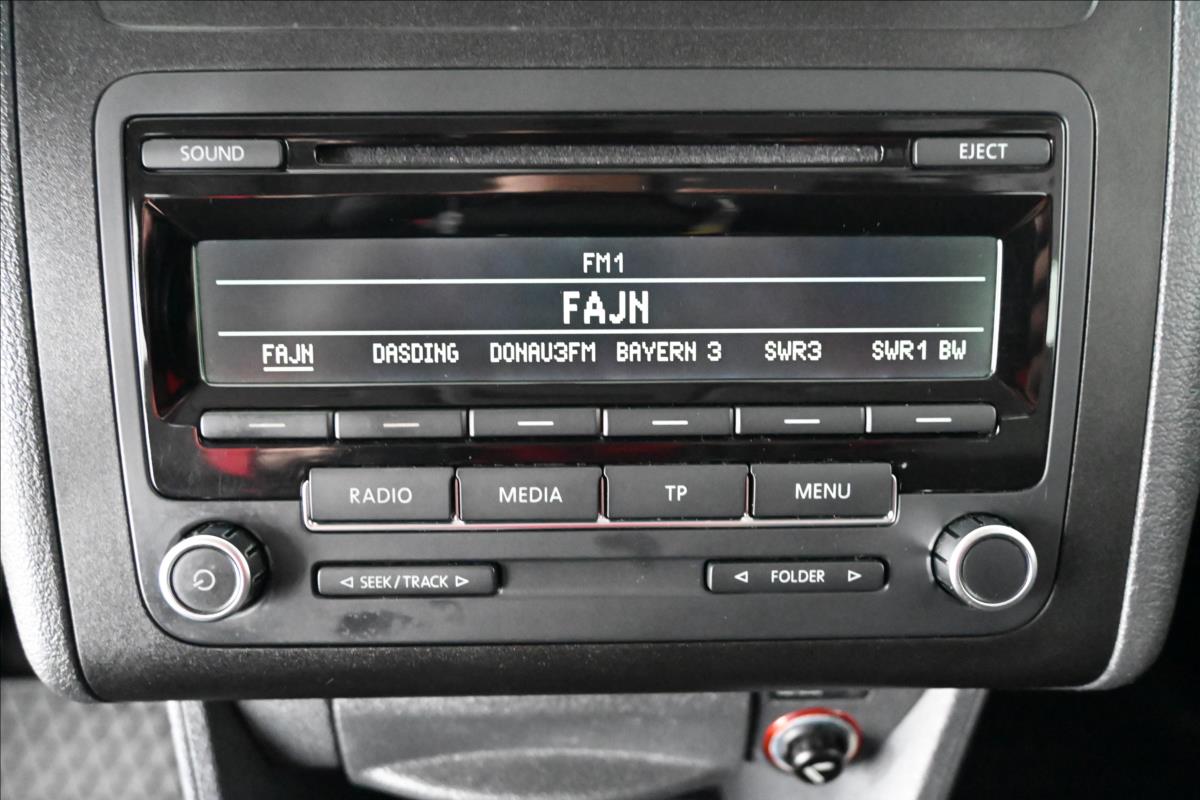 SOUND EJECT
FM1
FAJN
FAJN DASDING DONAU3FM BAYERN 3 SWR3 SWR1 BW
RADIO MEDIA TP MENU
◁ SEEK/TRACK ▷ ◁ FOLDER ▷